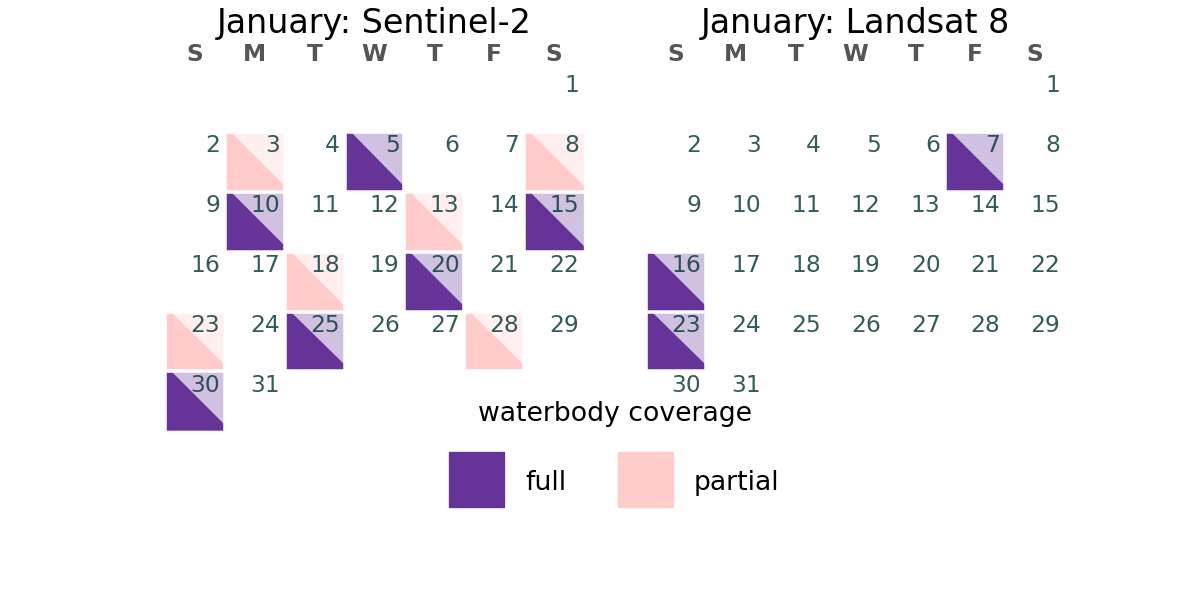 January: Sentinel-2
S M T W T F S
1
2 3 4 5 6 7 8
9 10 11 12 13 14 15
16 17 18 19 20 21 22
23 24 25 26 27 28 29
30 31
January: Landsat 8
S M T W T F S
1
2 3 4 5 6 7 8
9 10 11 12 13 14 15
16 17 18 19 20 21 22
23 24 25 26 27 28 29
30 31
waterbody coverage
full partial